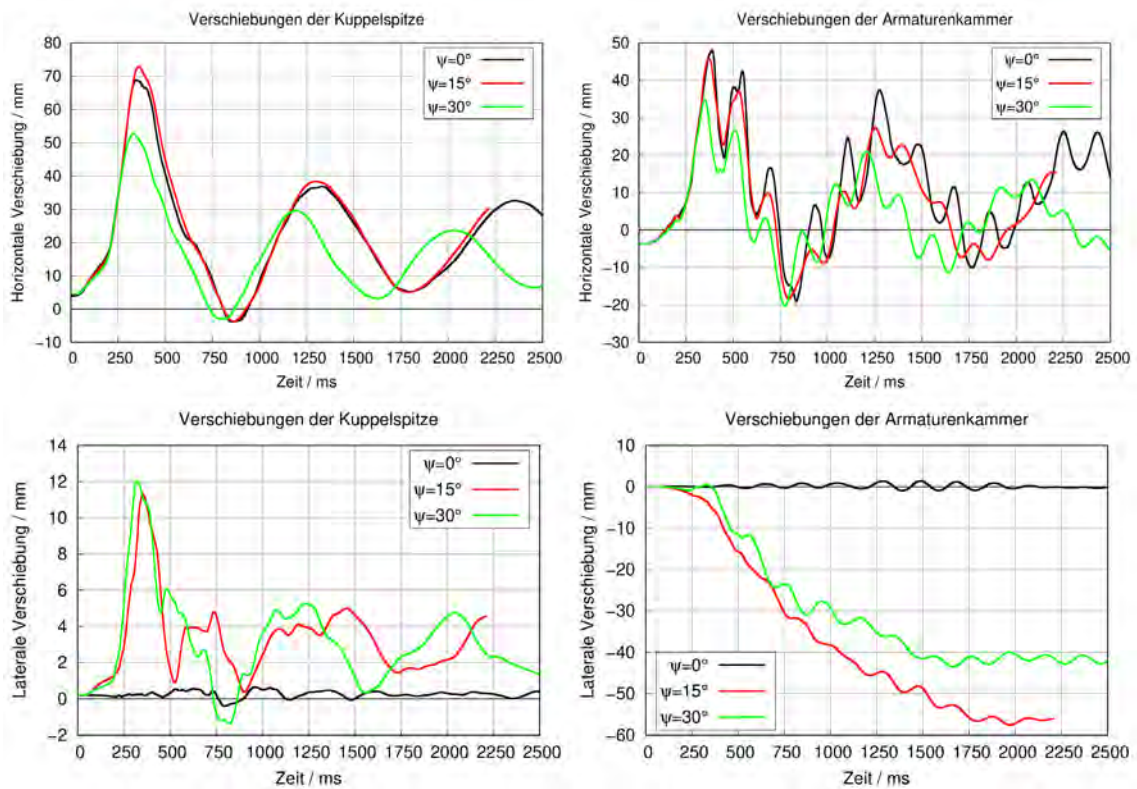 Verschiebungen der Kuppelspitze
Horizontale Verschiebung / mm
80
70
60
50
40
30
20
10
0
−10
ψ=0°
ψ=15°
ψ=30°
0 250 500 750 1000 1250 1500 1750 2000 2250 2500
Zeit / ms
Verschiebungen der Armaturenkammer
Horizontale Verschiebung / mm
50
40
30
20
10
0
−10
−20
−30
ψ=0°
ψ=15°
ψ=30°
0 250 500 750 1000 1250 1500 1750 2000 2250 2500
Zeit / ms
Verschiebungen der Kuppelspitze
Laterale Verschiebung / mm
14
12
10
8
6
4
2
0
−2
ψ=0°
ψ=15°
ψ=30°
0 250 500 750 1000 1250 1500 1750 2000 2250 2500
Zeit / ms
Verschiebungen der Armaturenkammer
Laterale Verschiebung / mm
10
0
−10
−20
−30
−40
−50
−60
ψ=0°
ψ=15°
ψ=30°
0 250 500 750 1000 1250 1500 1750 2000 2250 2500
Zeit / ms